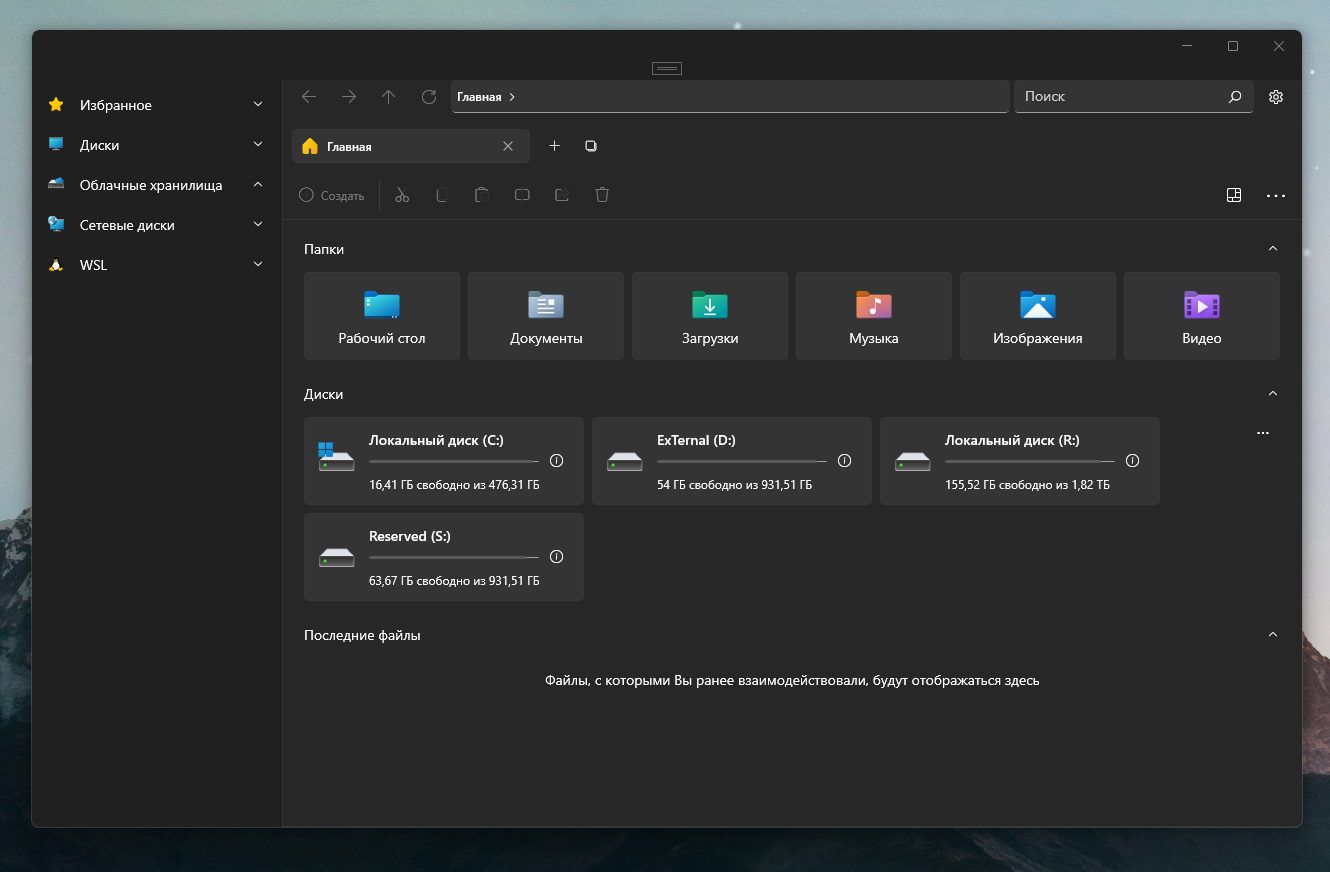 Избранное
Диски
Облачные хранилища
Сетевые диски
WSL
Главная
Поиск
Главная
Создать
Папки
Рабочий стол
Документы
Загрузки
Музыка
Изображения
Видео
Диски
Локальный диск (C:)
16,41 ГБ свободно из 476,31 ГБ
ExTernal (D:)
54 ГБ свободно из 931,51 ГБ
Локальный диск (R:)
155,52 ГБ свободно из 1,82 ТБ
Reserved (S:)
63,67 ГБ свободно из 931,51 ГБ
Последние файлы
Файлы, с которыми Вы ранее взаимодействовали, будут отображаться здесь